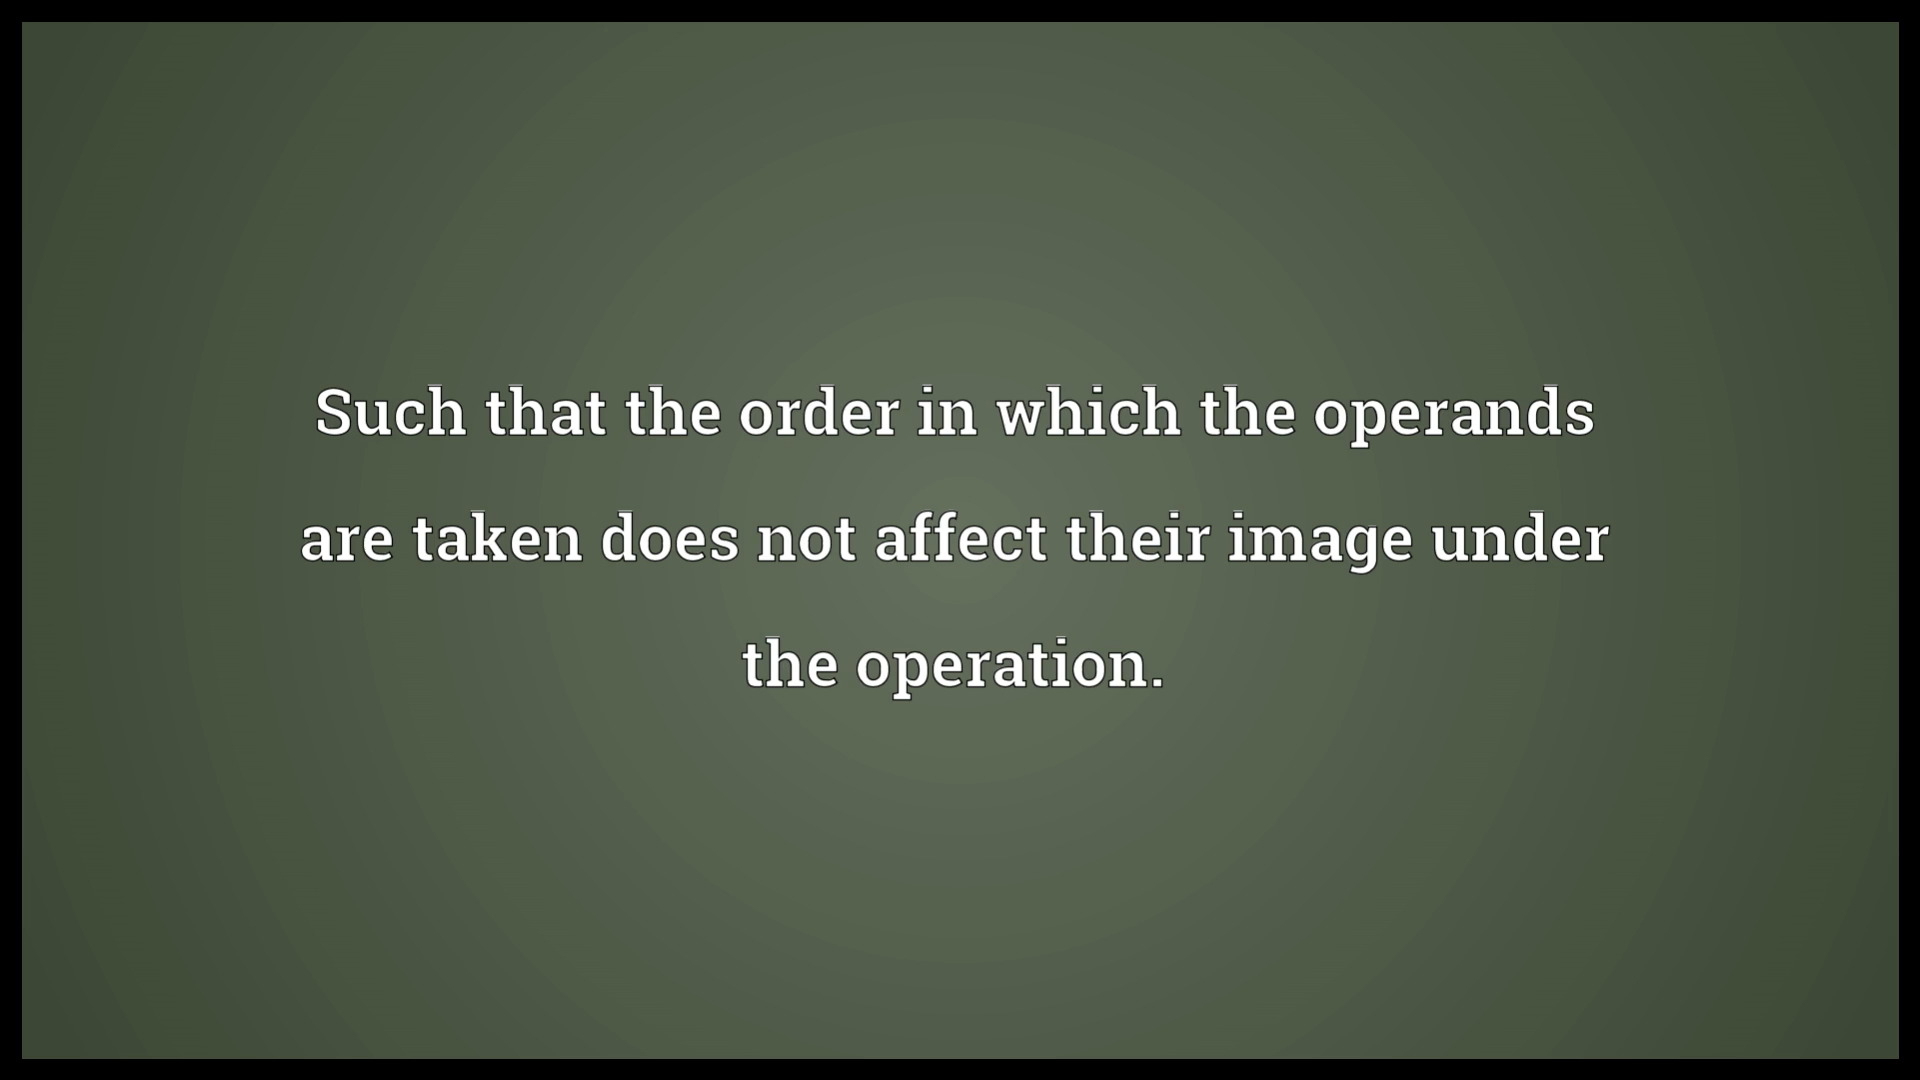 Such that the order in which the operands
are taken does not affect their image under
the operation.